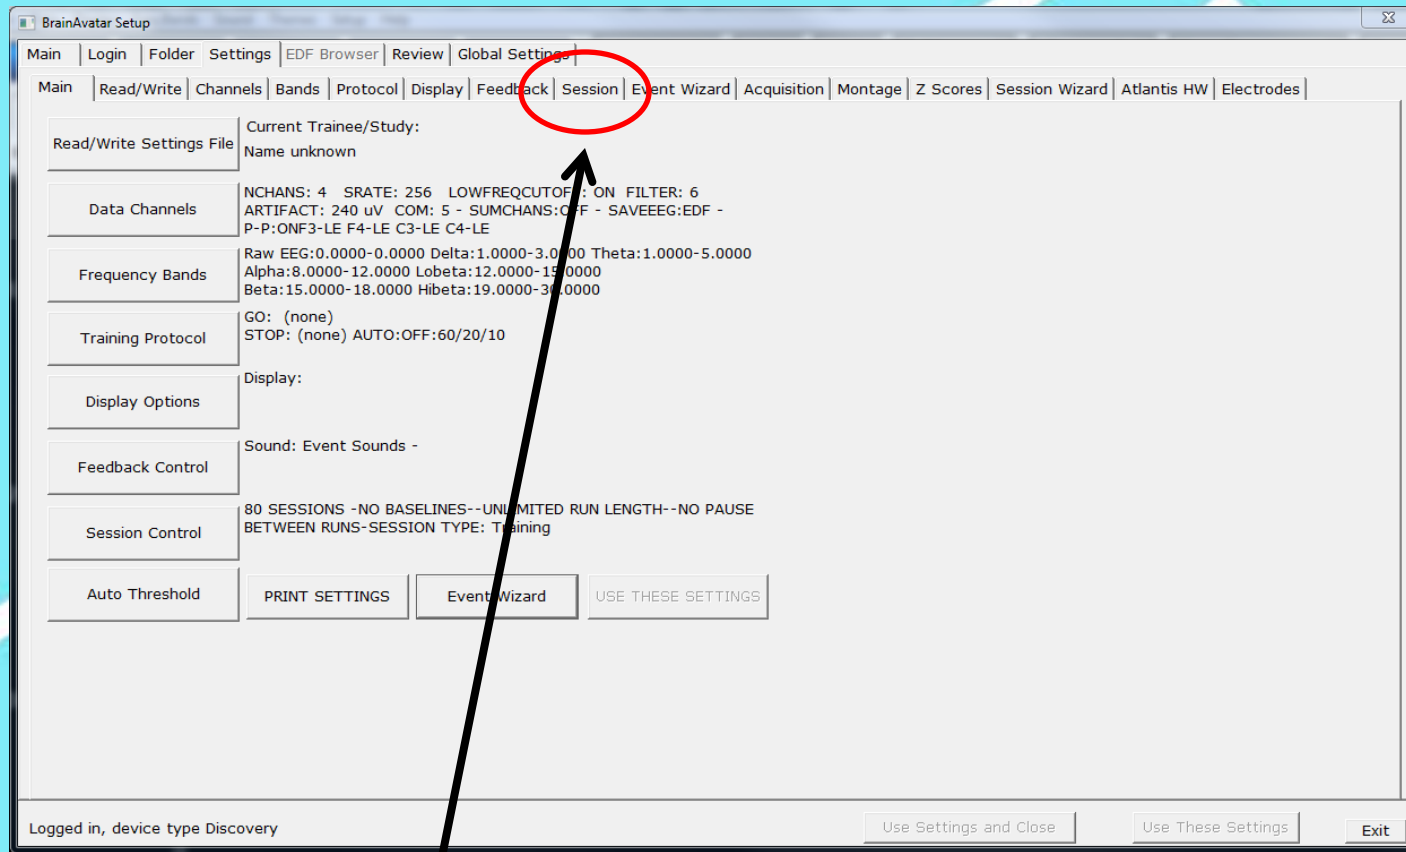 BrainAvatar Setup
Main Login Folder Settings EDF Browser Review Global Settings
Main Read/Write Channels Bands Protocol Display Feedback Session Event Wizard Acquisition Montage Z Scores Session Wizard Atlantis HW Electrodes
Read/Write Settings File
Current Trainee/Study:
Name unknown
Data Channels
NCHANS: 4 SRATE: 256 LOWFREQCUTOFF: ON FILTER: 6
ARTIFACT: 240 uV COM: 5 - SUMCHANS:OFF - SAVEEEG:EDF -
P-P:ONF3-LE F4-LE C3-LE C4-LE
Frequency Bands
Raw EEG:0.0000-0.0000 Delta:1.0000-3.0000 Theta:1.0000-5.0000
Alpha:8.0000-12.0000 Lobeta:12.0000-15.0000
Beta:15.0000-18.0000 Hibeta:19.0000-30.0000
Training Protocol
GO: (none)
STOP: (none) AUTO:OFF:60/20/10
Display Options
Display:
Feedback Control
Sound: Event Sounds -
Session Control
80 SESSIONS -NO BASELINES--UNLIMITED RUN LENGTH--NO PAUSE
BETWEEN RUNS-SESSION TYPE: Training
Auto Threshold
PRINT SETTINGS
Event Wizard
USE THESE SETTINGS
Logged in, device type Discovery
Use Settings and Close
Use These Settings
Exit